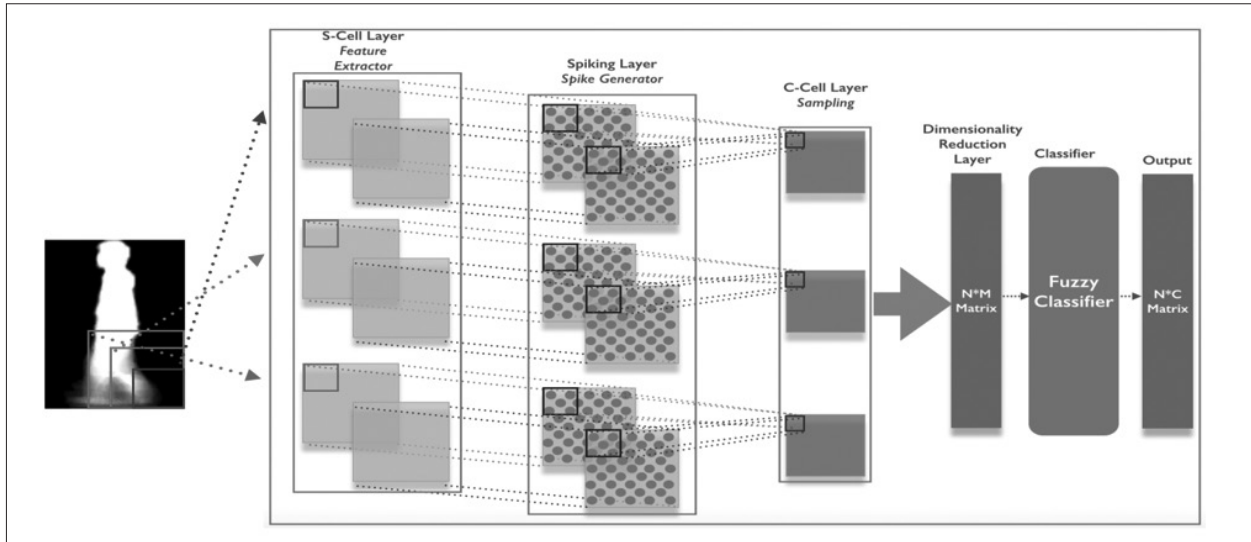 S-Cell Layer
Feature
Extractor
Spiking Layer
Spike Generator
C-Cell Layer
Sampling
Dimensionality
Reduction
Layer
Classifier
Output
N*M
Matrix
Fuzzy
Classifier
N*C
Matrix